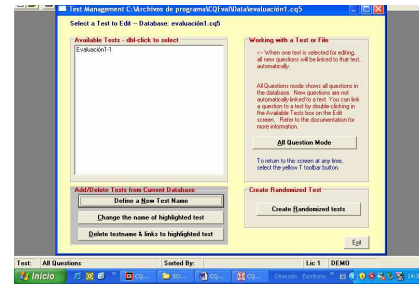 Test Management C:\Archivos de programa\CQEval\Data\evaluación1.cq5
Select a Test to Edit -- Database: evaluación1.cq5
Available Tests - dbl-click to select
Evaluación1-1
Working with a Test or File
<- When one test is selected for editing,
all new questions will be linked to that test,
automatically.
All Questions mode shows all questions in
the database. New questions are not
automatically linked to a test. You can link
a question to a test by double-clicking in
the Available Tests box on the Edit
screen. Refer to the documentation for
more information.
All Question Mode
To return to this screen at any time,
select the yellow T toolbar button.
Add/Delete Tests from Current Database
Define a New Test Name
Change the name of highlighted test
Delete testname & links to highlighted test
Create Randomized Test
Create Randomized tests
Exit
Test: All Questions
Sorted By:
Lic 1
DEMO
Inicio
CQ...
CQ...
Dirección
Escritorio
ES